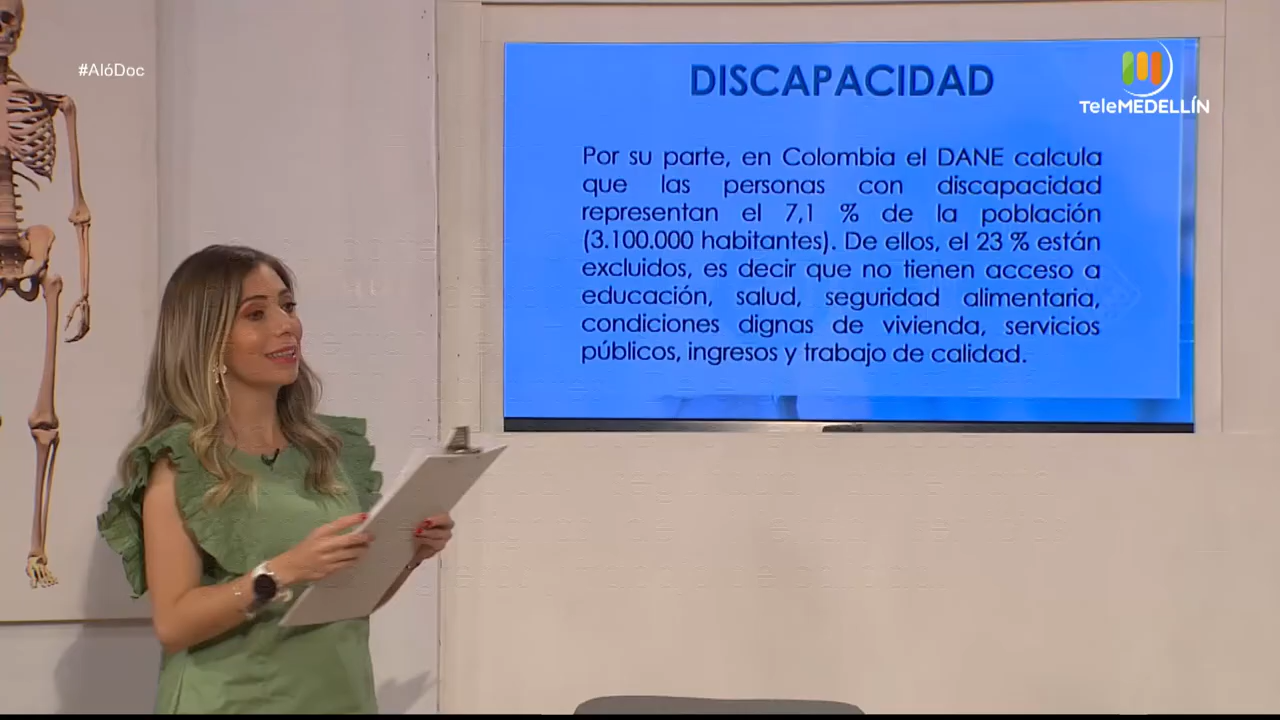 #AlóDoc
TeleMEDELLÍN
DISCAPACIDAD
Por su parte, en Colombia el DANE calcula
que las personas con discapacidad
representan el 7,1 % de la población
(3.100.000 habitantes). De ellos, el 23 % están
excluidos, es decir que no tienen acceso a
educación, salud, seguridad alimentaria,
condiciones dignas de vivienda, servicios
públicos, ingresos y trabajo de calidad.